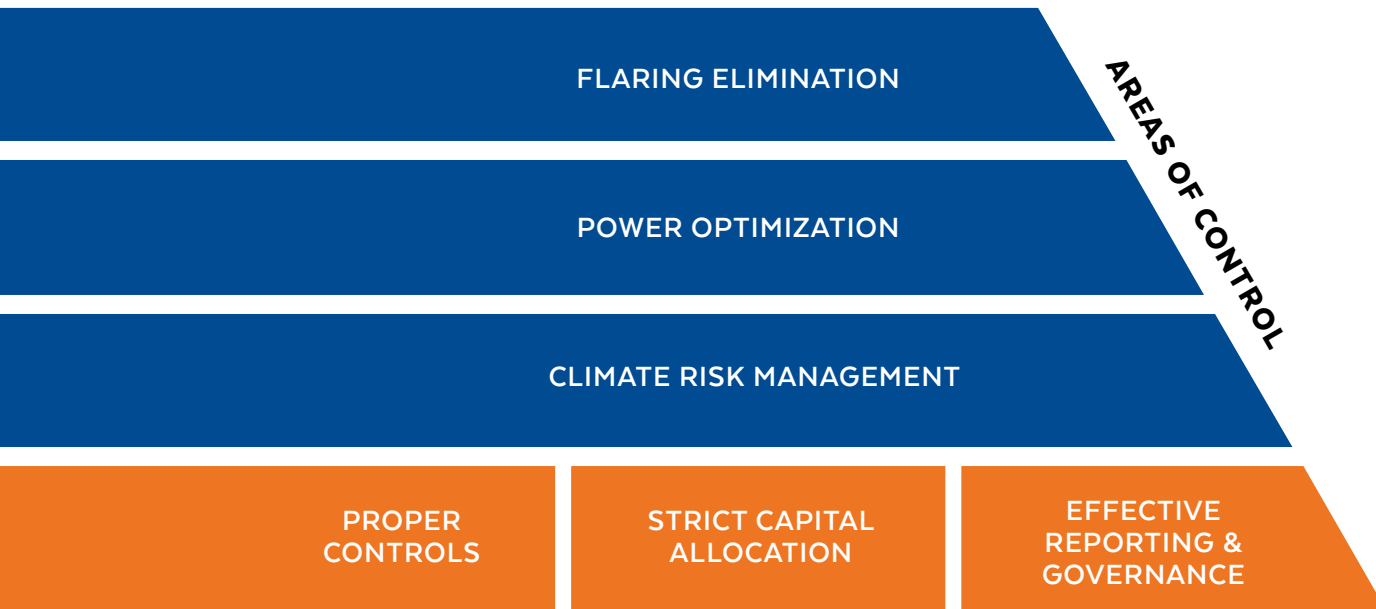 FLARING ELIMINATION
AREAS OF CONTROL
POWER OPTIMIZATION
CLIMATE RISK MANAGEMENT
PROPER
CONTROLS
STRICT CAPITAL
ALLOCATION
EFFECTIVE
REPORTING &
GOVERNANCE